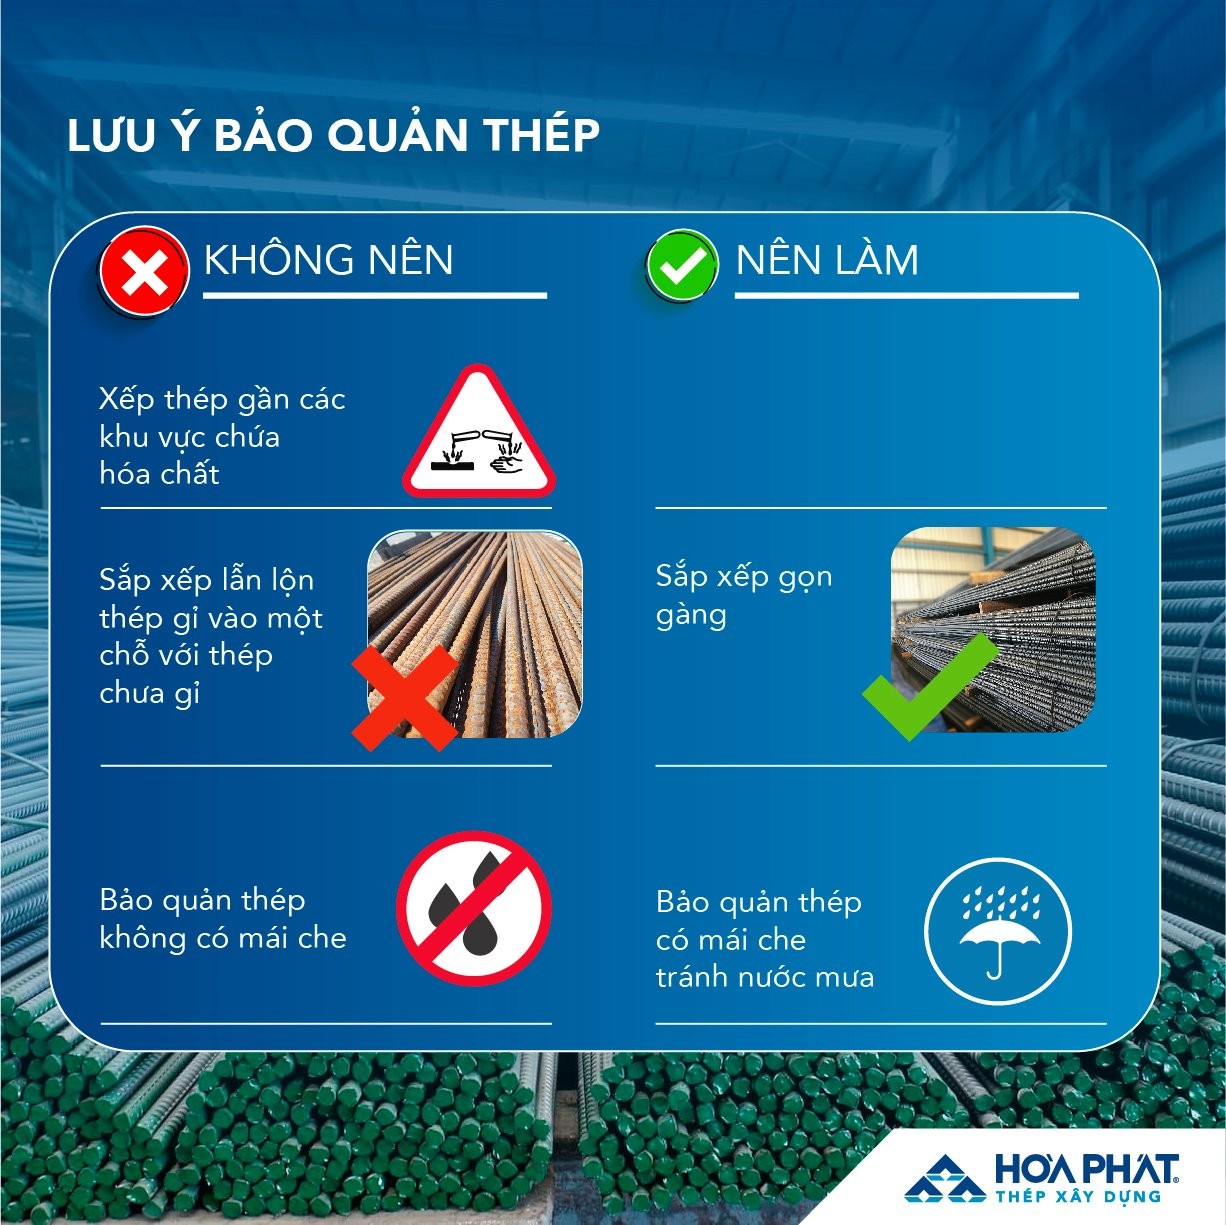 LƯU Ý BẢO QUẢN THÉP
KHÔNG NÊN
Xếp thép gần các
khu vực chứa
hóa chất
Sắp xếp lẫn lộn
thép gỉ vào một
chỗ với thép
chưa gỉ
Bảo quản thép
không có mái che
NÊN LÀM
Sắp xếp gọn
gàng
Bảo quản thép
có mái che
tránh nước mưa
HÒA PHÁT®
THÉP XÂY DỰNG